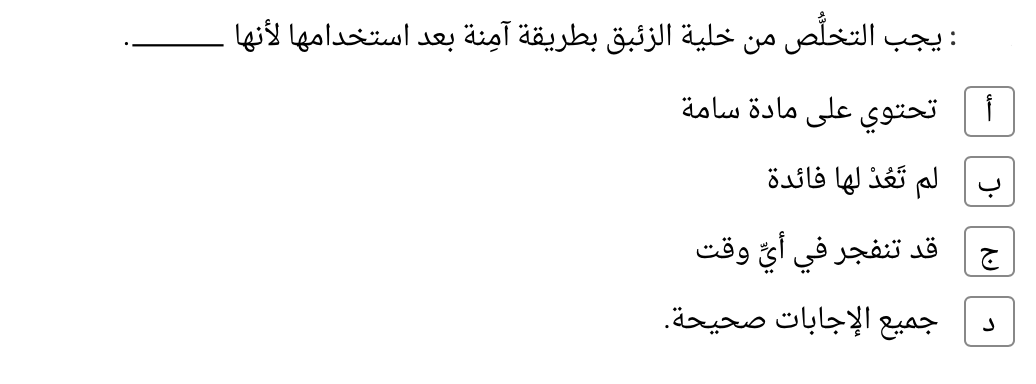 : يجب التخلُّص من خلية الزئبق بطريقة آمِنة بعد استخدامها لأنها ______.
أ تحتوي على مادة سامة
ب لم تَعُدْ لها فائدة
ج قد تنفجر في أيِّ وقت
د جميع الإجابات صحيحة.